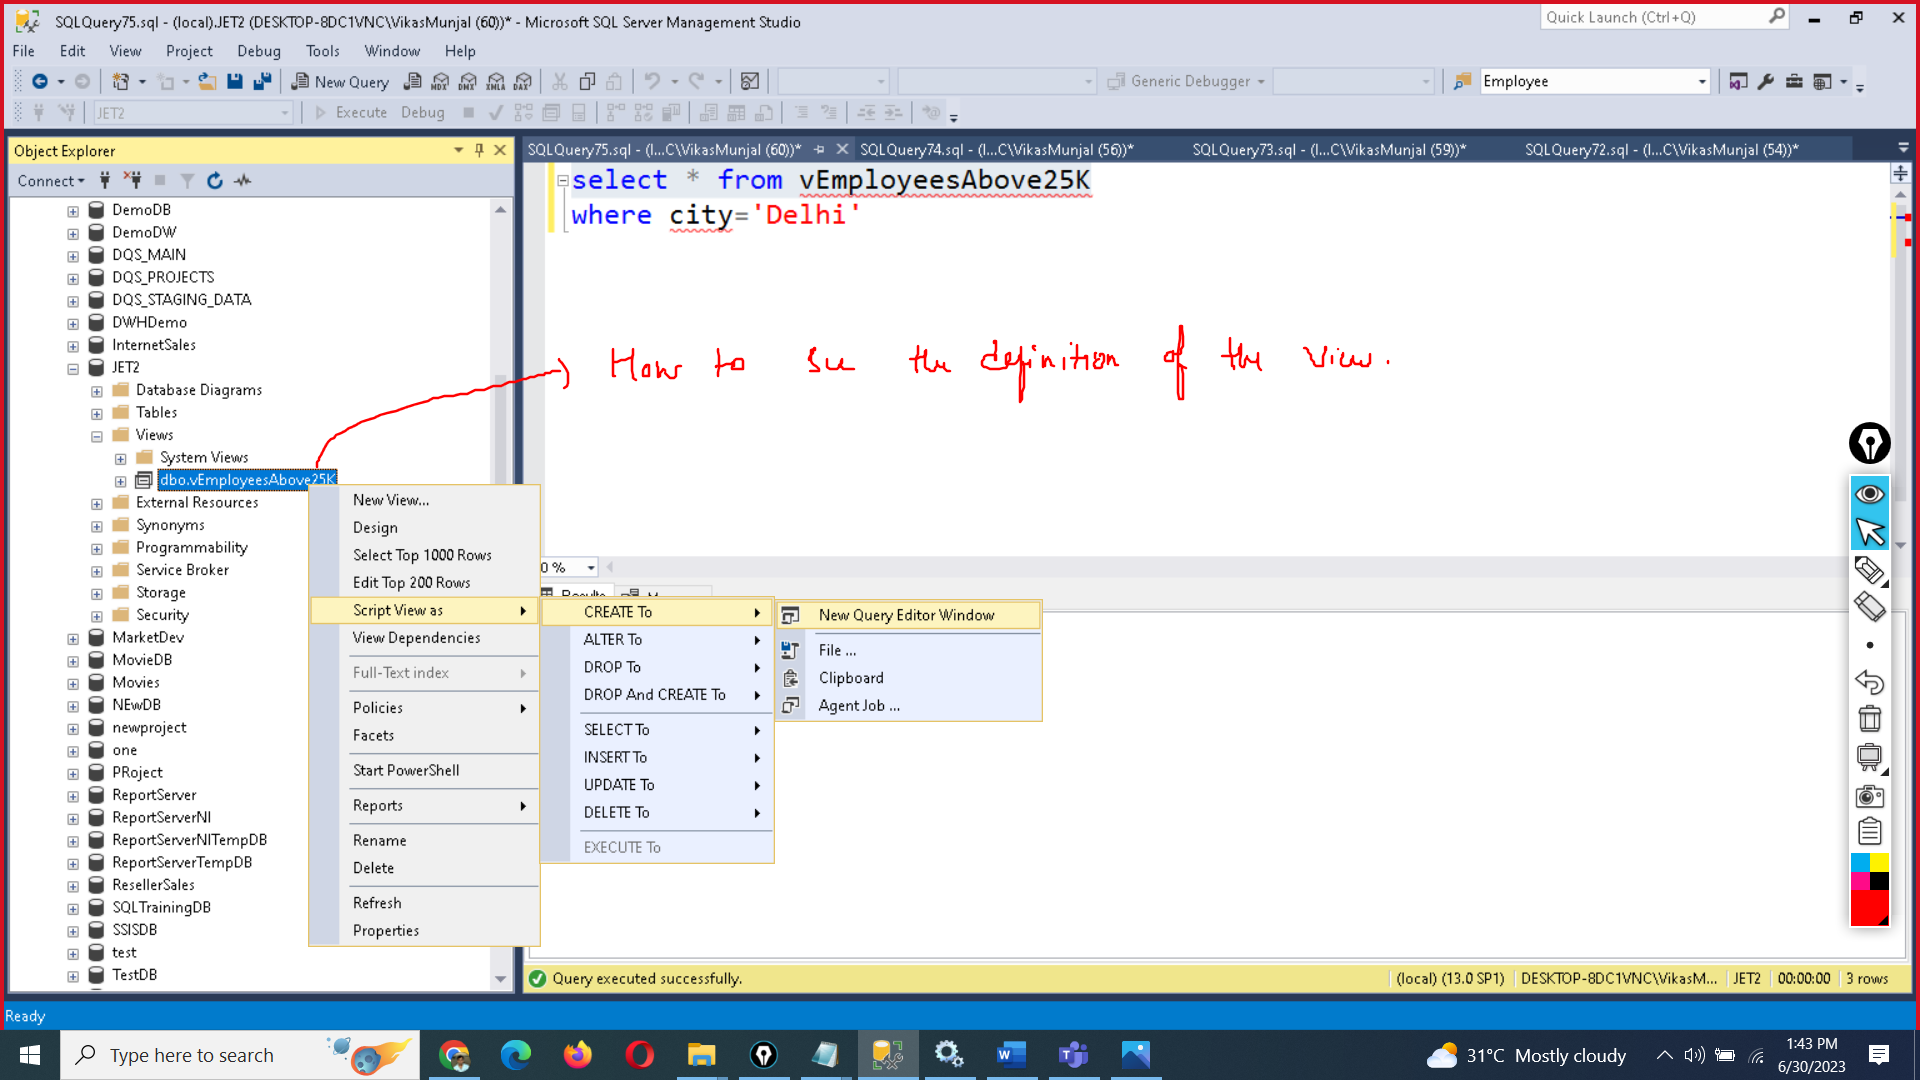 SQLQuery75.sql - (local).JET2 (DESKTOP-8DC1VNC\VikasMunjal (60))* - Microsoft SQL Server Management Studio
Quick Launch (Ctrl+Q)
File Edit View Project Debug Tools Window Help
New Query MDX DMX XMLA DAX Generic Debugger Employee
JET2 Execute Debug
Object Explorer
Connect
DemoDB
DemoDW
DQS_MAIN
DQS_PROJECTS
DQS_STAGING_DATA
DWHDemo
InternetSales
JET2
Database Diagrams
Tables
Views
System Views
dbo.vEmployeesAbove25K
External Resources
Synonyms
Programmability
Service Broker
Storage
Security
MarketDev
MovieDB
Movies
NEwDB
newproject
one
PRoject
ReportServer
ReportServerNI
ReportServerNITempDB
ReportServerTempDB
ResellerSales
SQLTrainingDB
SSISDB
test
TestDB
New View...
Design
Select Top 1000 Rows
Edit Top 200 Rows
Script View as
View Dependencies
Full-Text index
Policies
Facets
Start PowerShell
Reports
Rename
Delete
Refresh
Properties
CREATE To
ALTER To
DROP To
DROP And CREATE To
SELECT To
INSERT To
UPDATE To
DELETE To
EXECUTE To
New Query Editor Window
File ...
Clipboard
Agent Job ...
SQLQuery75.sql - (l...C\VikasMunjal (60))* SQLQuery74.sql - (l...C\VikasMunjal (56))* SQLQuery73.sql - (l...C\VikasMunjal (59))* SQLQuery72.sql - (l...C\VikasMunjal (54))*
select * from vEmployeesAbove25K
where city='Delhi'
How to see the definition of the view.
0 %
Results
Query executed successfully. (local) (13.0 SP1) DESKTOP-8DC1VNC\VikasM... JET2 00:00:00 3 rows
Ready
Type here to search 31°C Mostly cloudy 1:43 PM
6/30/2023